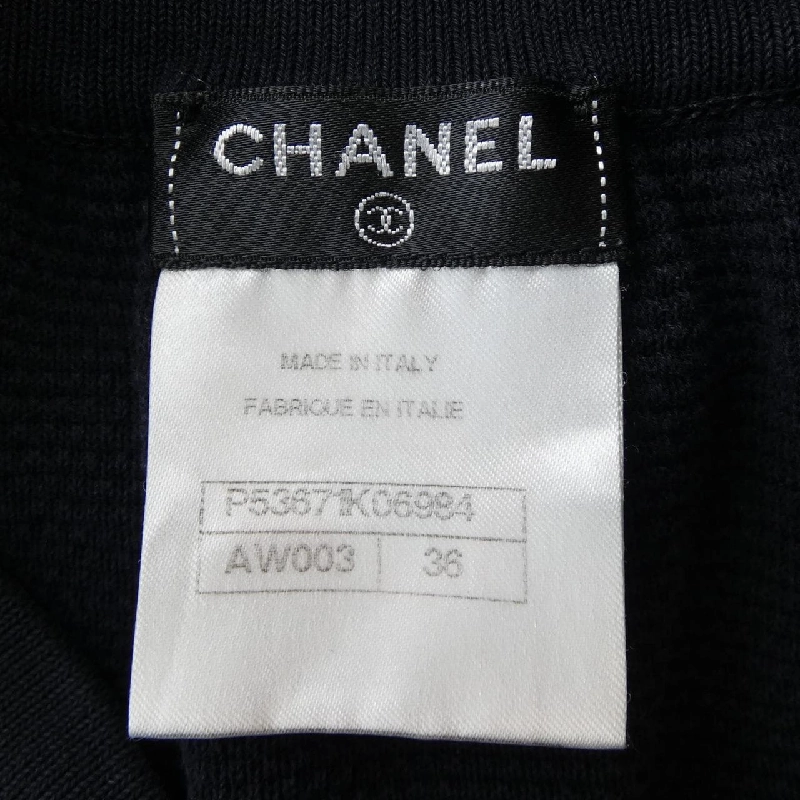 CHANEL
MADE IN ITALY
FABRIQUE EN ITALIE
P53671K06984
AW003 36